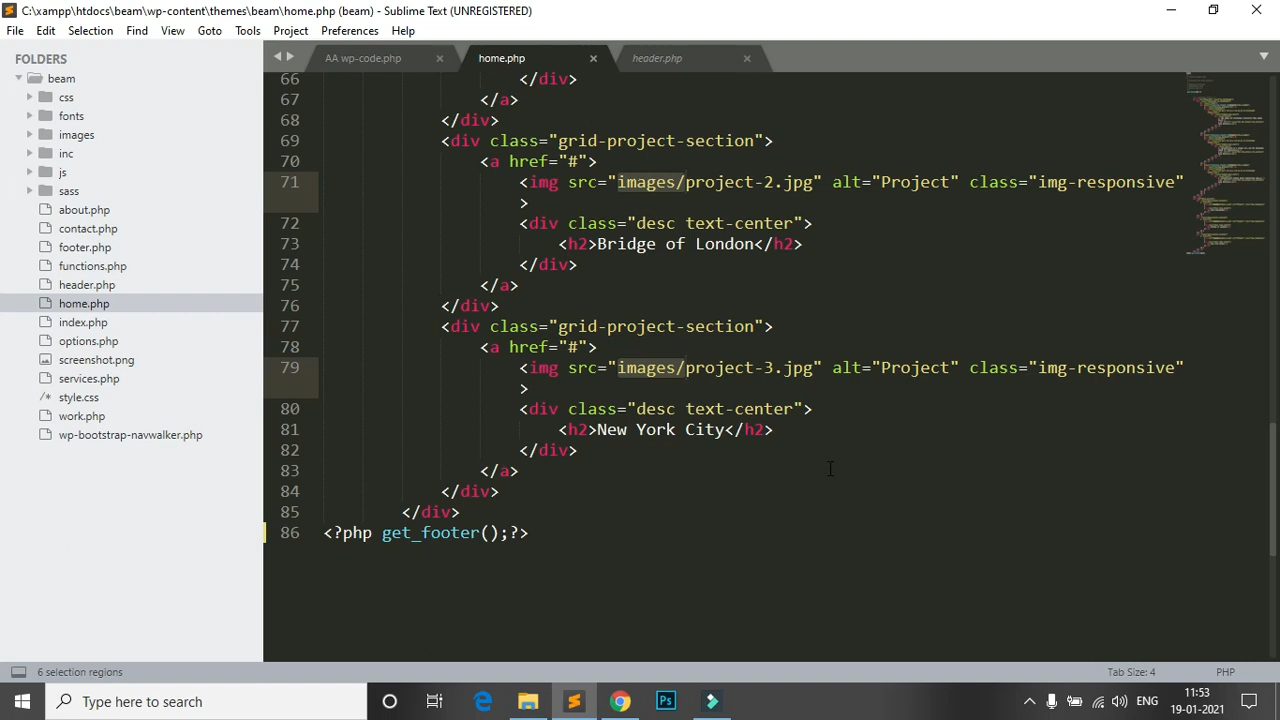 C:\xampp\htdocs\beam\wp-content\themes\beam\home.php (beam) - Sublime Text (UNREGISTERED)
File Edit Selection Find View Goto Tools Project Preferences Help
FOLDERS
beam
css
fonts
images
inc
js
sass
about.php
contact.php
footer.php
functions.php
header.php
home.php
index.php
options.php
screenshot.png
services.php
/* style.css
work.php
wp-bootstrap-navwalker.php
AA wp-code.php
home.php
header.php
66 </div>
67 </a>
68 </div>
69 <div class="grid-project-section">
70 <a href="#">
71 <img src="images/project-2.jpg" alt="Project" class="img-responsive"
>
72 <div class="desc text-center">
73 <h2>Bridge of London</h2>
74 </div>
75 </a>
76 </div>
77 <div class="grid-project-section">
78 <a href="#">
79 <img src="images/project-3.jpg" alt="Project" class="img-responsive"
>
80 <div class="desc text-center">
81 <h2>New York City</h2>
82 </div>
83 </a>
84 </div>
85 </div>
86 <?php get_footer();?>
6 selection regions
Tab Size: 4
PHP
Type here to search
Ps
ENG
11:53
19-01-2021